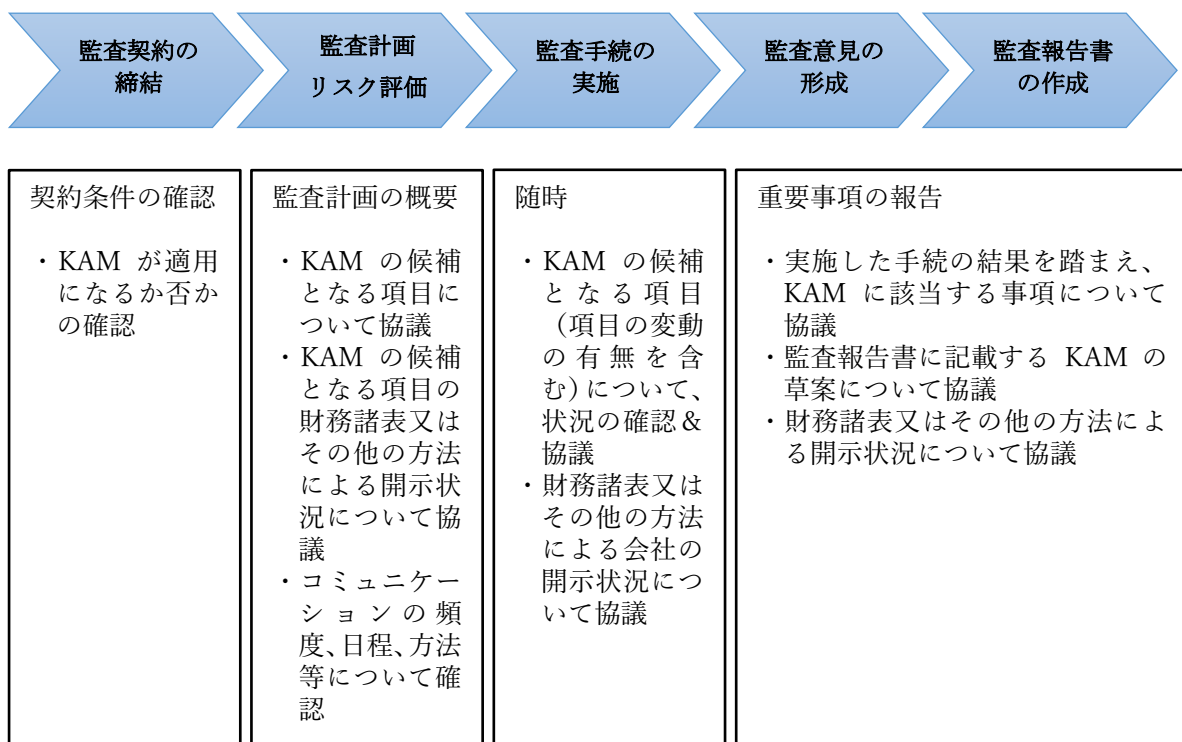 監査契約の
締結
監査計画
リスク評価
監査手続の
実施
監査意見の
形成
監査報告書
の作成
契約条件の確認
・KAM が適用
になるか否か
の確認
監査計画の概要
・KAM の候補
となる項目に
ついて協議
・KAM の候補
となる項目の
財務諸表又は
その他の方法
による開示状
況について協
議
・コミュニケー
ションの頻
度、日程、方法
等について確
認
随時
・KAM の候補
となる項目
（項目の変動
の有無を含
む）について、
状況の確認＆
協議
・財務諸表又は
その他の方法
による会社の
開示状況につ
いて協議
重要事項の報告
・実施した手続の結果を踏まえ、
KAM に該当する事項について
協議
・監査報告書に記載する KAM の
草案について協議
・財務諸表又はその他の方法によ
る開示状況について協議